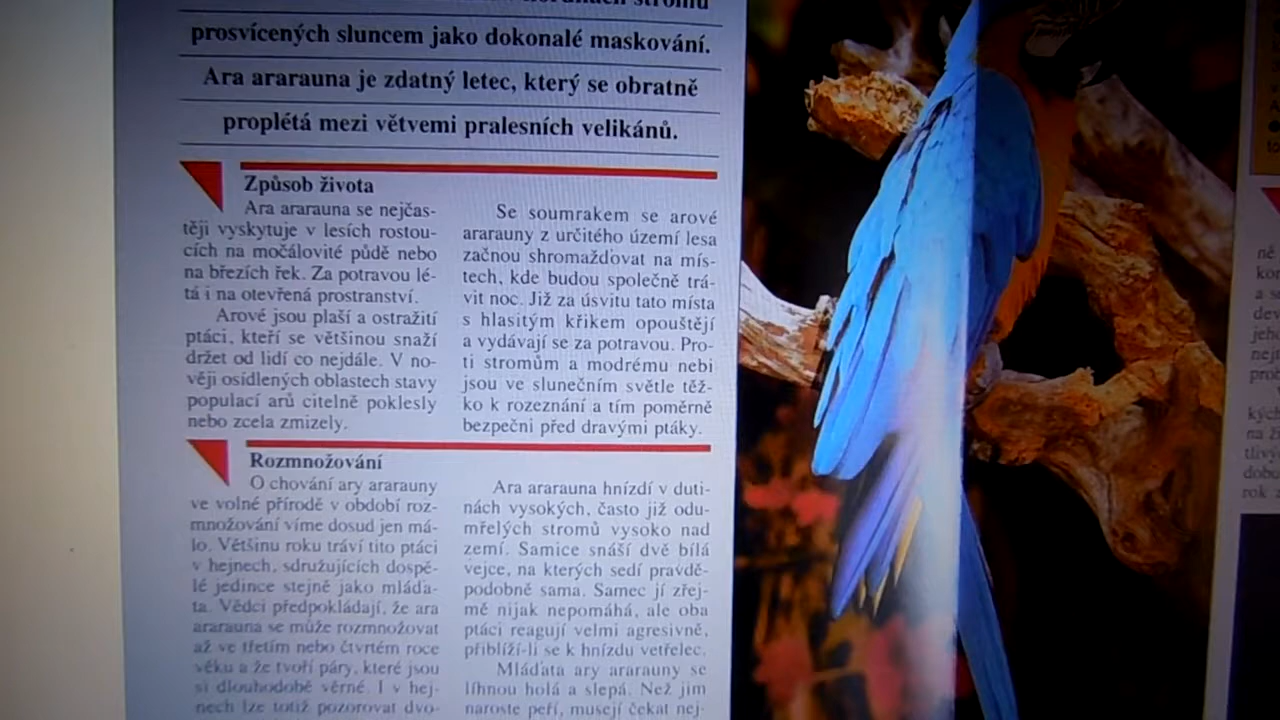 prosvícených sluncem jako dokonalé maskování.
Ara ararauna je zdatný letec, který se obratně
proplétá mezi větvemi pralesních velikánů.
Způsob života
Ara ararauna se nejčas-
těji vyskytuje v lesích rostou-
cích na močálovité půdě nebo
na březích řek. Za potravou lé-
tá i na otevřená prostranství.
Arové jsou plaší a ostražití
ptáci, kteří se většinou snaží
držet od lidí co nejdále. V no-
věji osídlených oblastech stavy
populací arů citelně poklesly
nebo zcela zmizely.
Se soumrakem se arové
ararauny z určitého území lesa
začnou shromažďovat na mís-
tech, kde budou společně trá-
vit noc. Již za úsvitu tato místa
s hlasitým křikem opouštějí
a vydávají se za potravou. Pro-
ti stromům a modrému nebi
jsou ve slunečním světle těž-
ko k rozeznání a tím poměrně
bezpečni před dravými ptáky.
Rozmnožování
O chování ary ararauny
ve volné přírodě v období roz-
množování víme dosud jen má-
lo. Většinu roku tráví tito ptáci
v hejnech, sdružujících dospě-
lé jedince stejně jako mláďa-
ta. Vědci předpokládají, že ara
ararauna se může rozmnožovat
až ve třetím nebo čtvrtém roce
věku a že tvoří páry, které jsou
si dlouhodobě věrné. I v hej-
nech lze totiž pozorovat dvo-
Ara ararauna hnízdí v duti-
nách vysokých, často již odu-
mřelých stromů vysoko nad
zemí. Samice snáší dvě bílá
vejce, na kterých sedí pravdě-
podobně sama. Samec jí zřej-
mě nijak nepomáhá, ale oba
ptáci reagují velmi agresivně,
přiblíží-li se k hnízdu vetřelec.
Mláďata ary ararauny se
líhnou holá a slepá. Než jim
naroste peří, musejí čekat nej-